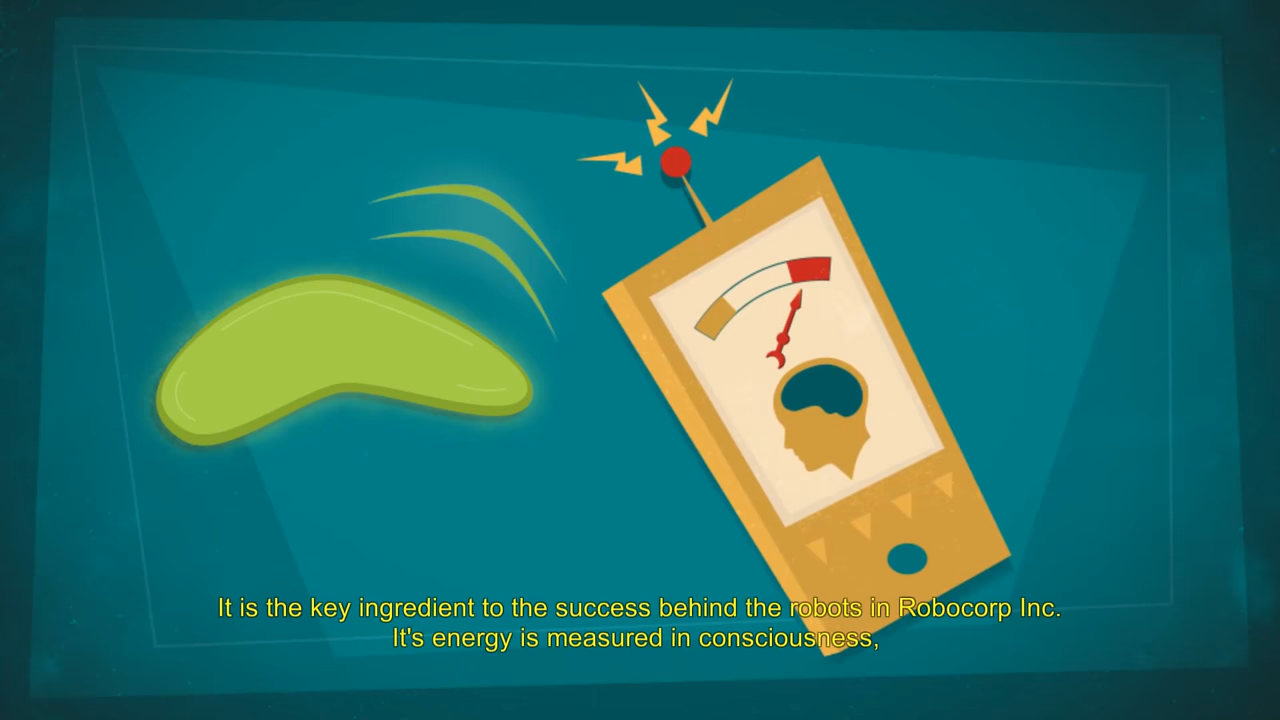 It is the key ingredient to the success behind the robots in Robocorp Inc.
It's energy is measured in consciousness,